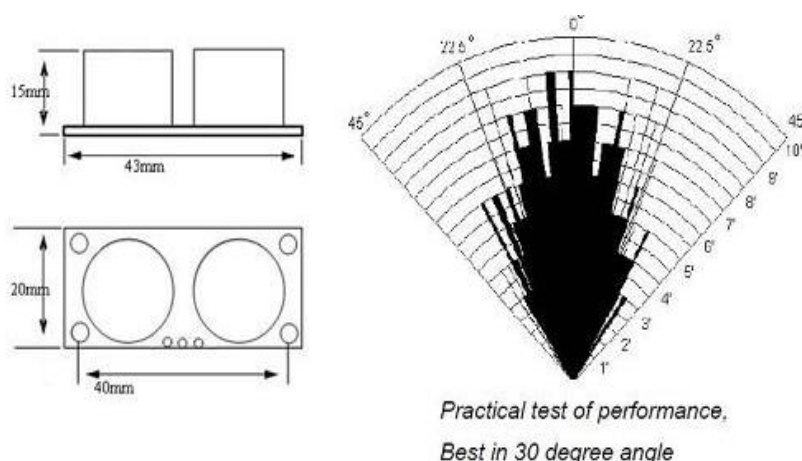 15mm
43mm
20mm
40mm
0°
22.5°
22.5°
45°
45°
10'
9'
8'
7'
6'
5'
4'
3'
2'
1'
Practical test of performance,
Best in 30 degree angle